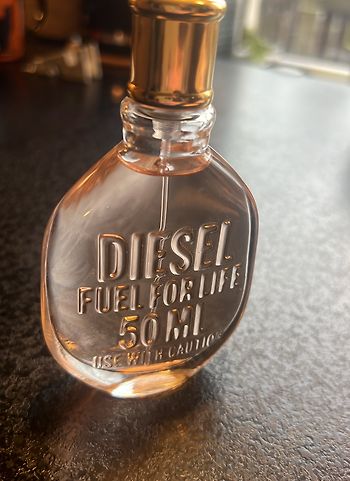 DIESEL
FUEL FOR LIFE
50 ML
USE WITH CAUTION